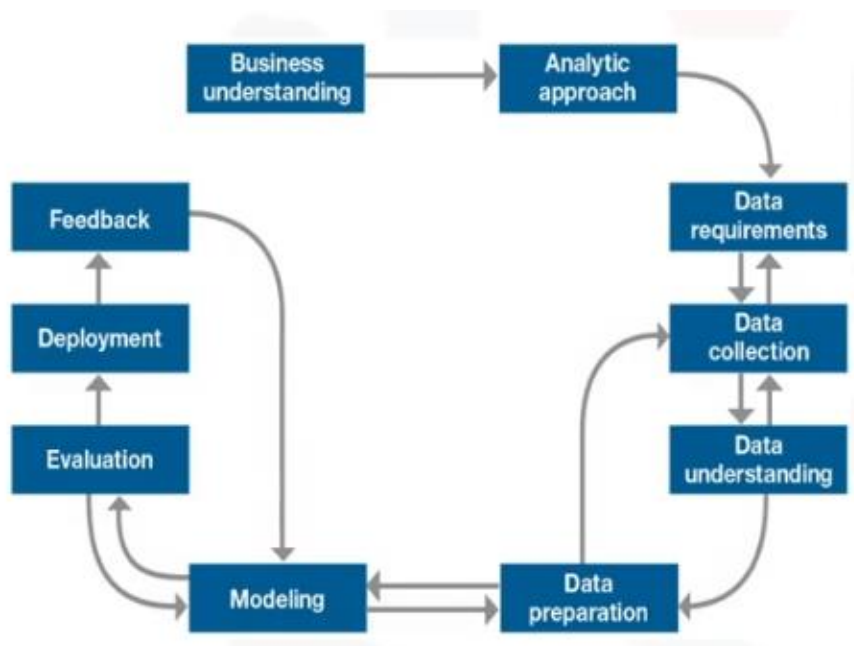 Business
understanding
Analytic
approach
Data
requirements
Data
collection
Data
understanding
Data
preparation
Modeling
Evaluation
Deployment
Feedback